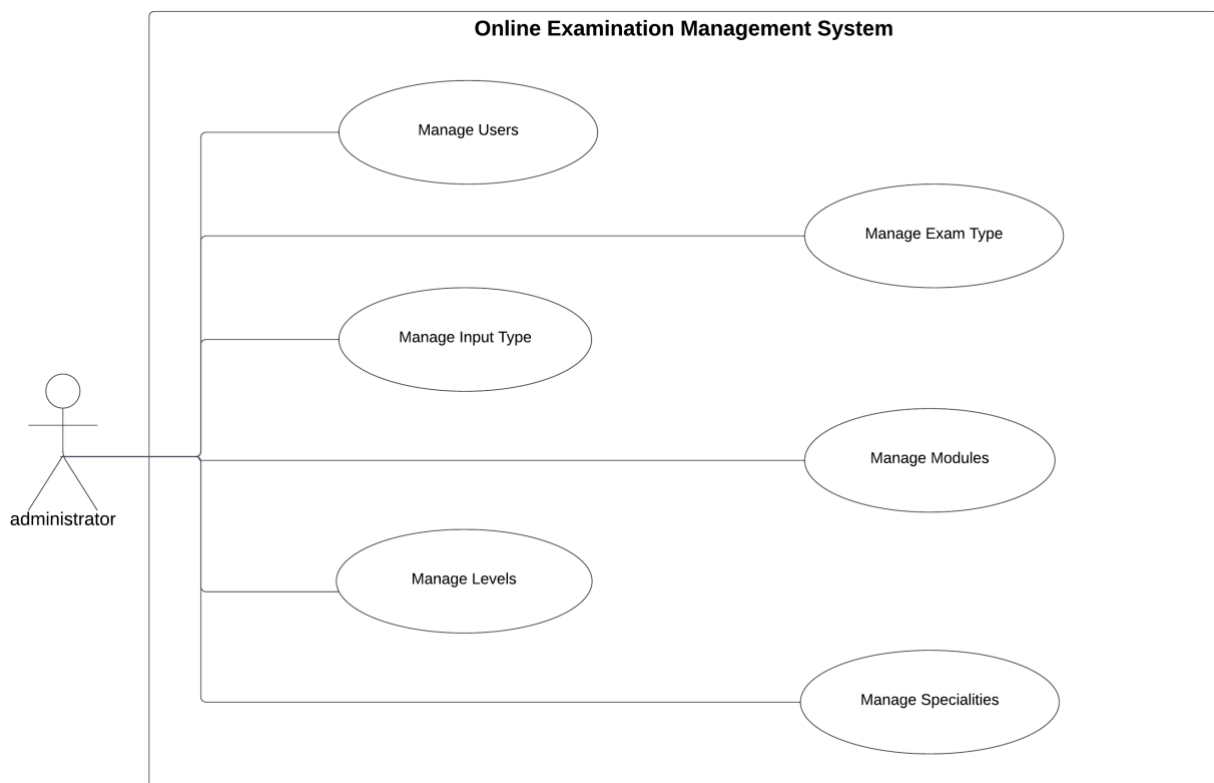 Online Examination Management System
Manage Users
Manage Exam Type
Manage Input Type
Manage Modules
administrator
Manage Levels
Manage Specialities